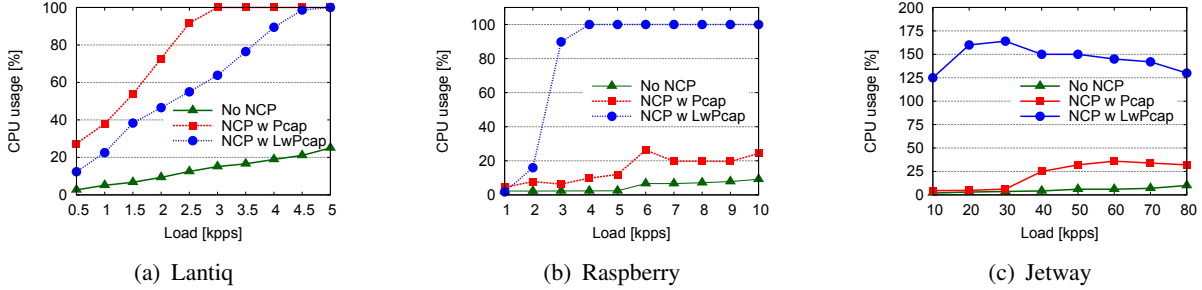 CPU usage [%]
100
80
60
40
20
0
No NCP
NCP w Pcap
NCP w LwPcap
0.5 1 1.5 2 2.5 3 3.5 4 4.5 5
Load [kpps]
(a) Lantiq
CPU usage [%]
100
80
60
40
20
0
No NCP
NCP w Pcap
NCP w LwPcap
1 2 3 4 5 6 7 8 9 10
Load [kpps]
(b) Raspberry
CPU usage [%]
200
175
150
125
100
75
50
25
0
No NCP
NCP w Pcap
NCP w LwPcap
10 20 30 40 50 60 70 80
Load [kpps]
(c) Jetway